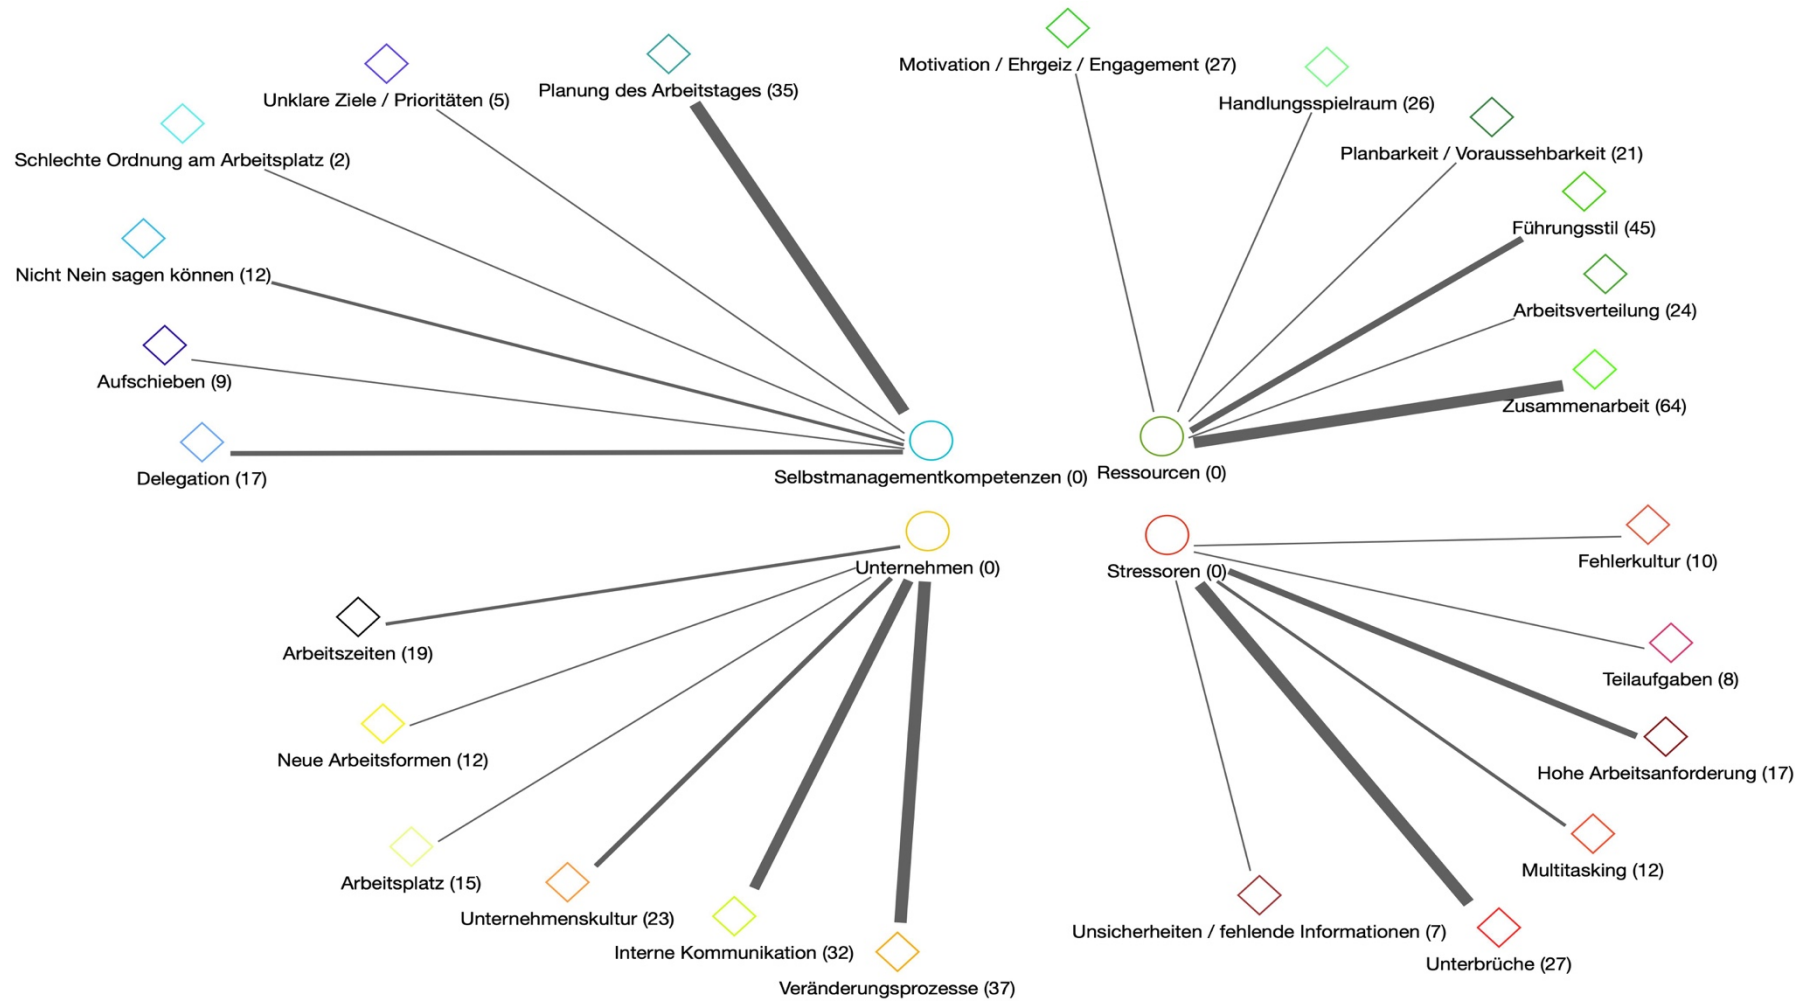 Motivation / Ehrgeiz / Engagement (27)
Planung des Arbeitstages (35)
Unklare Ziele / Prioritäten (5)
Handlungsspielraum (26)
Planbarkeit / Voraussehbarkeit (21)
Schlechte Ordnung am Arbeitsplatz (2)
Führungsstil (45)
Nicht Nein sagen können (12)
Arbeitsverteilung (24)
Aufschieben (9)
Zusammenarbeit (64)
Delegation (17)
Selbstmanagementkompetenzen (0)
Ressourcen (0)
Unternehmen (0)
Stressoren (0)
Fehlerkultur (10)
Arbeitszeiten (19)
Teilaufgaben (8)
Neue Arbeitsformen (12)
Hohe Arbeitsanforderung (17)
Arbeitsplatz (15)
Multitasking (12)
Unternehmenskultur (23)
Unsicherheiten / fehlende Informationen (7)
Interne Kommunikation (32)
Unterbrüche (27)
Veränderungsprozesse (37)